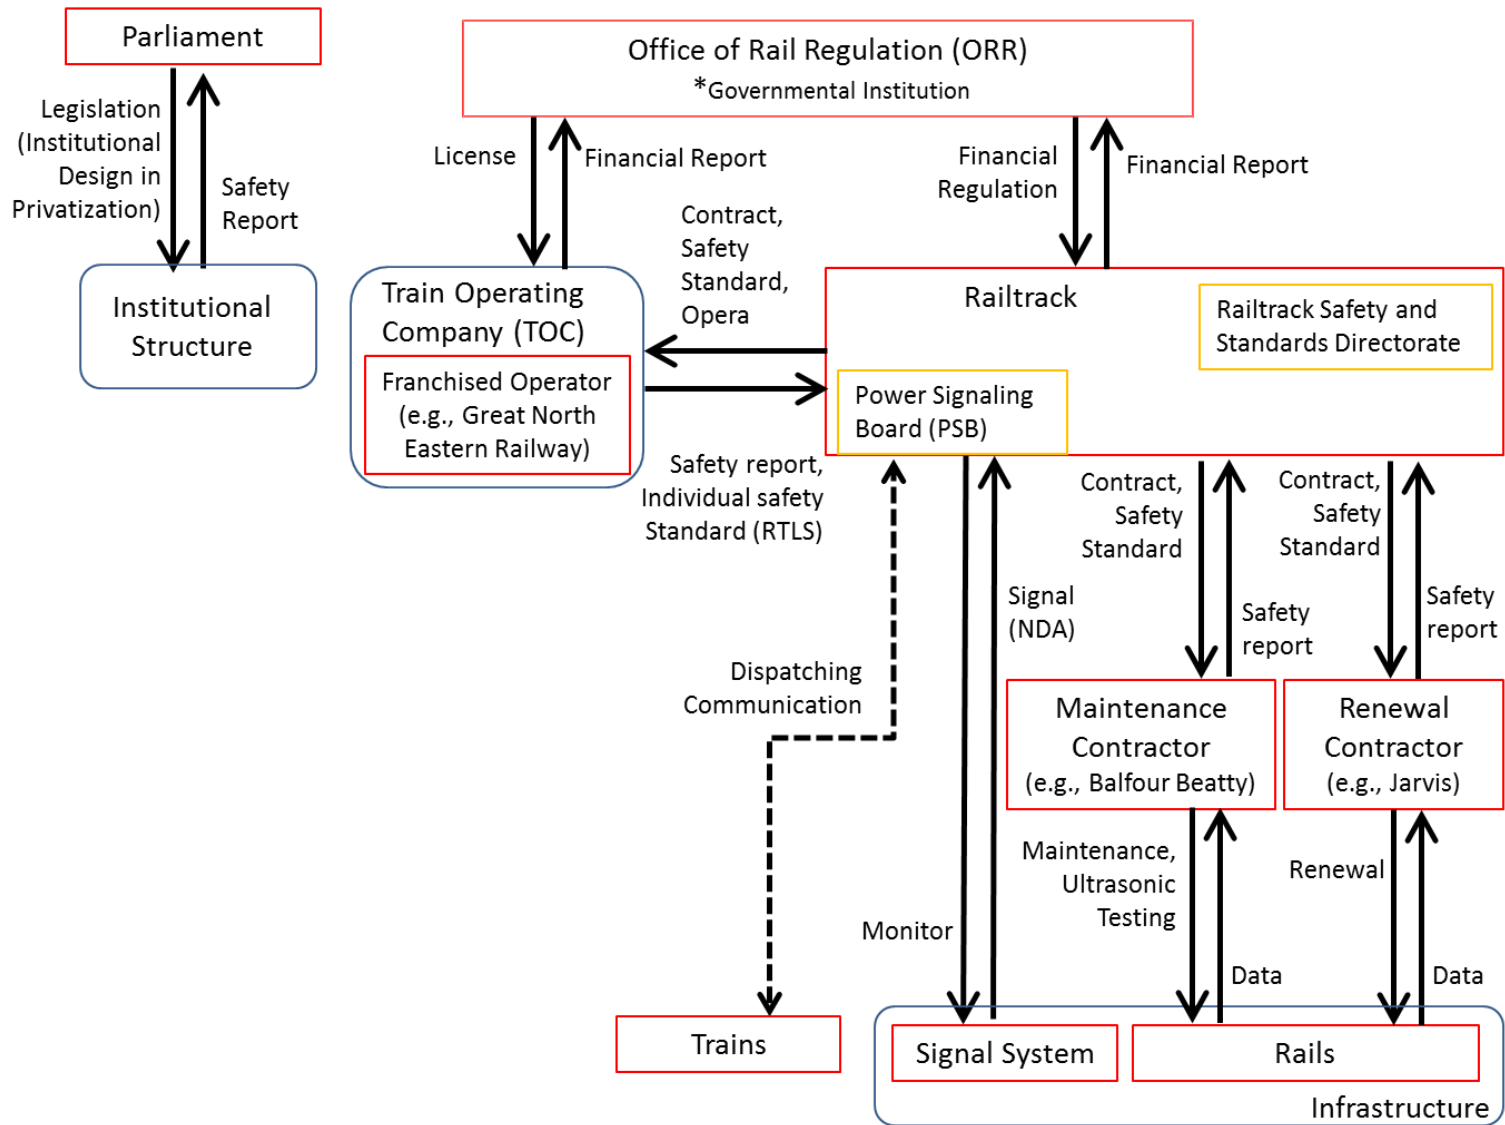 Parliament
Office of Rail Regulation (ORR)
*Governmental Institution
Legislation
(Institutional
Design in
Privatization)
Safety
Report
License
Financial Report
Financial
Regulation
Financial Report
Contract,
Safety
Standard,
Opera
Institutional
Structure
Train Operating
Company (TOC)
Franchised Operator
(e.g., Great North
Eastern Railway)
Railtrack
Railtrack Safety and
Standards Directorate
Power Signaling
Board (PSB)
Safety report,
Individual safety
Standard (RTLS)
Contract,
Safety
Standard
Contract,
Safety
Standard
Signal
(NDA)
Safety
report
Safety
report
Dispatching
Communication
Maintenance
Contractor
(e.g., Balfour Beatty)
Renewal
Contractor
(e.g., Jarvis)
Maintenance,
Ultrasonic
Testing
Renewal
Monitor
Data
Data
Trains
Signal System
Rails
Infrastructure